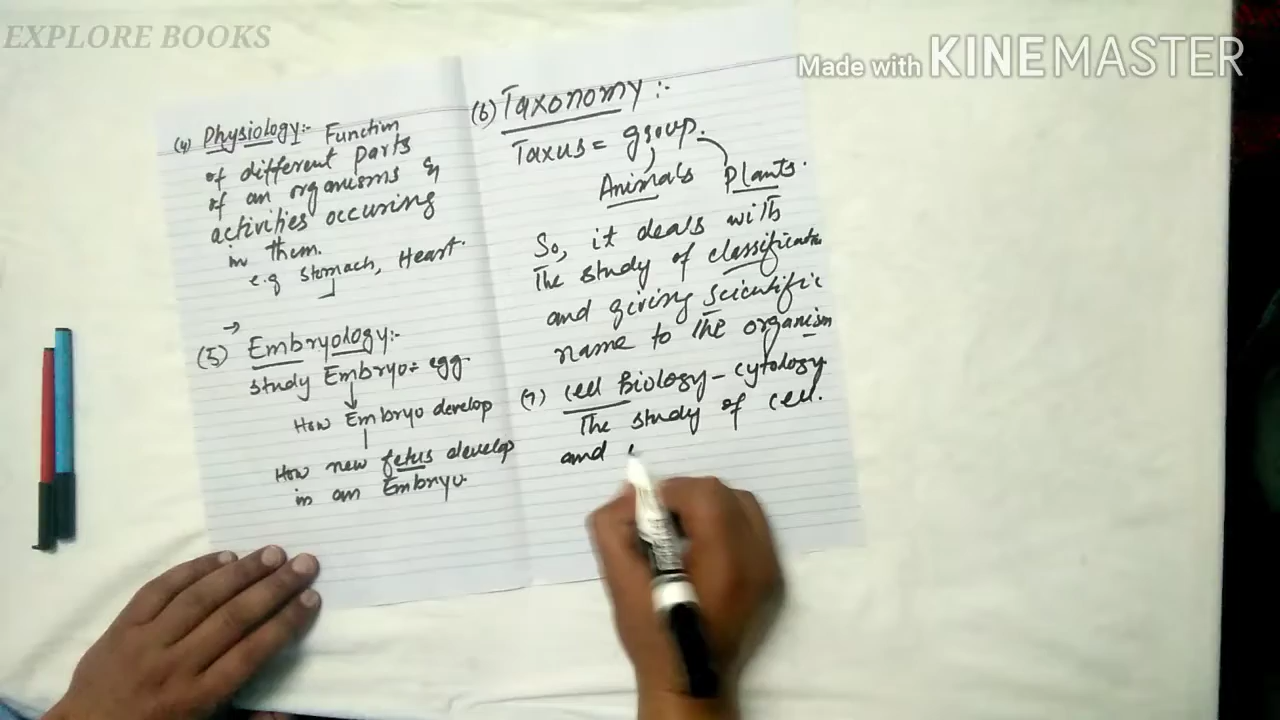 EXPLORE BOOKS
Made with KINEMASTER
(4) Physiology:- Function
of different parts
of an organisms &
activities occuring
in them.
e.g Stomach, Heart.
→
(5) Embryology:-
study Embryo = egg
How Embryo develop
How new fetus develop
in an Embryo.
(6) Taxonomy :-
Taxus = group.
Animals Plants.
So, it deals with
The study of classification
and giving scientific
name to the organism
(7) Cell Biology - cytology
The study of cell.
and